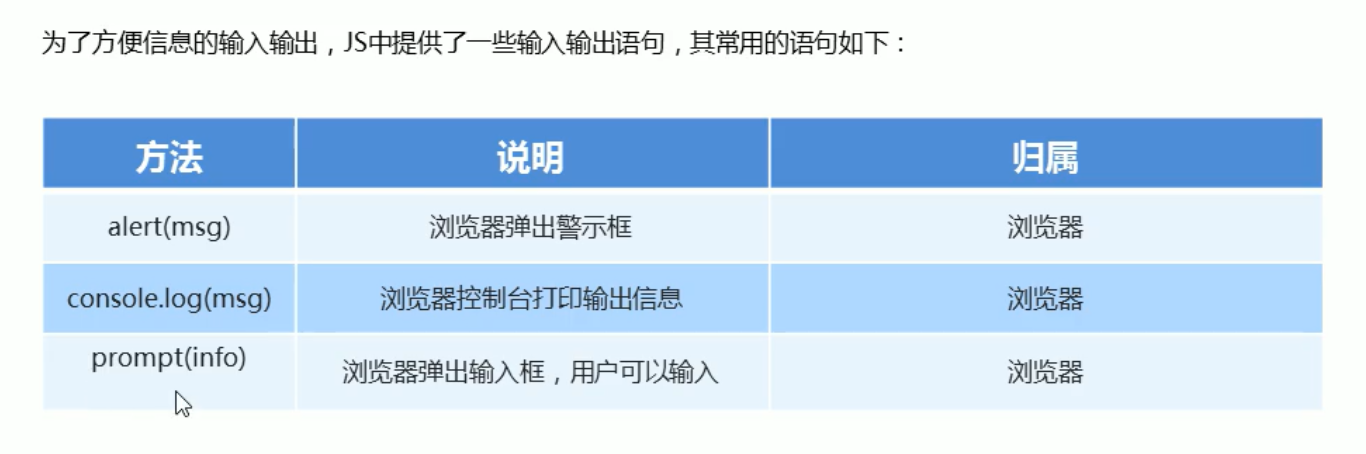 为了方便信息的输入输出，JS中提供了一些输入输出语句，其常用的语句如下：
方法 说明 归属
alert(msg) 浏览器弹出警示框 浏览器
console.log(msg) 浏览器控制台打印输出信息 浏览器
prompt(info) 浏览器弹出输入框，用户可以输入 浏览器